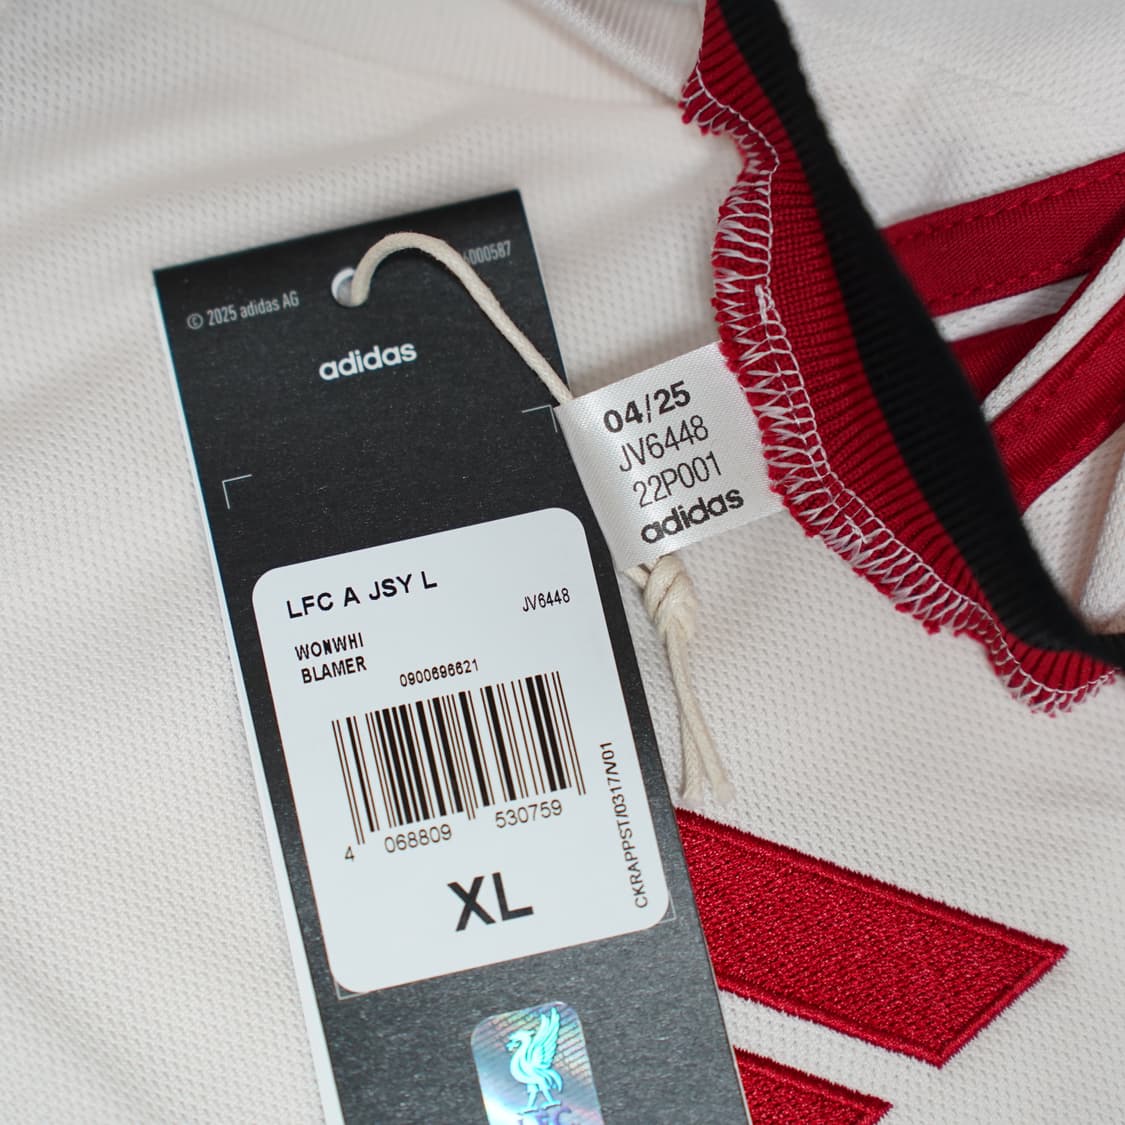 © 2025 adidas AG
adidas
04/25
JV6448
22P001
adidas
LFC A JSY L
JV6448
WONWHI
BLAMER
0900696621
4 068809 530759
CKRAPPST/0317/V01
XL